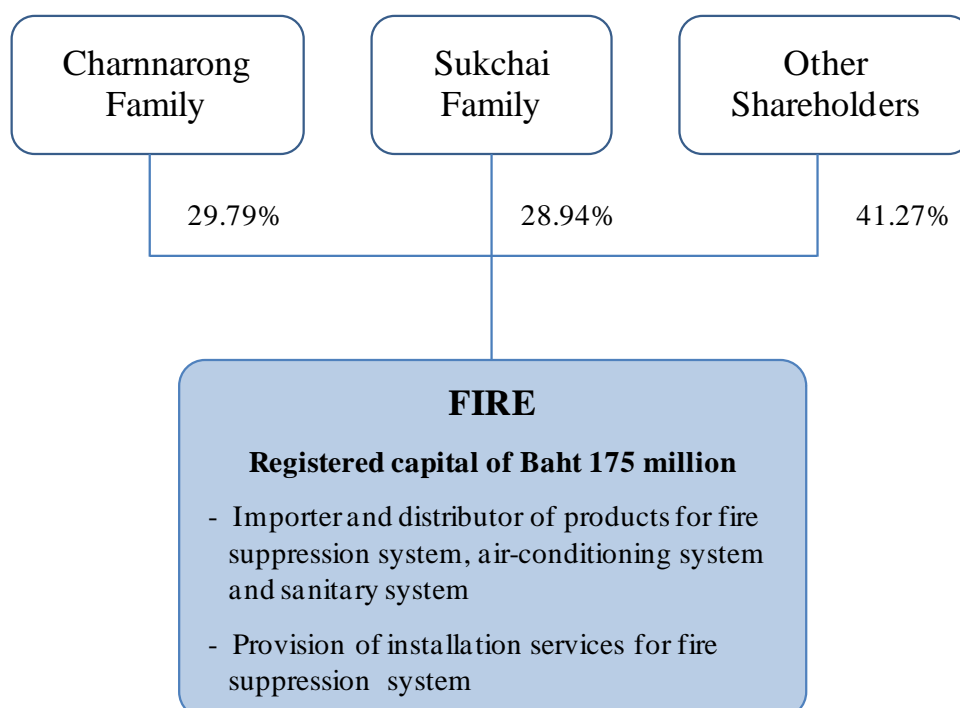 Charnnarong
Family
Sukchai
Family
Other
Shareholders
29.79%
28.94%
41.27%
FIRE
Registered capital of Baht 175 million
- Importer and distributor of products for fire
suppression system, air-conditioning system
and sanitary system
- Provision of installation services for fire
suppression system